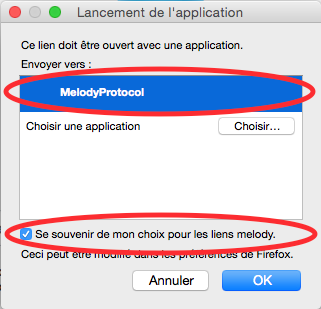 Lancement de l'application
Ce lien doit être ouvert avec une application.
Envoyer vers :
MelodyProtocol
Choisir une application
Choisir...
Se souvenir de mon choix pour les liens melody.
Ceci peut être modifié dans les préférences de Firefox.
Annuler
OK